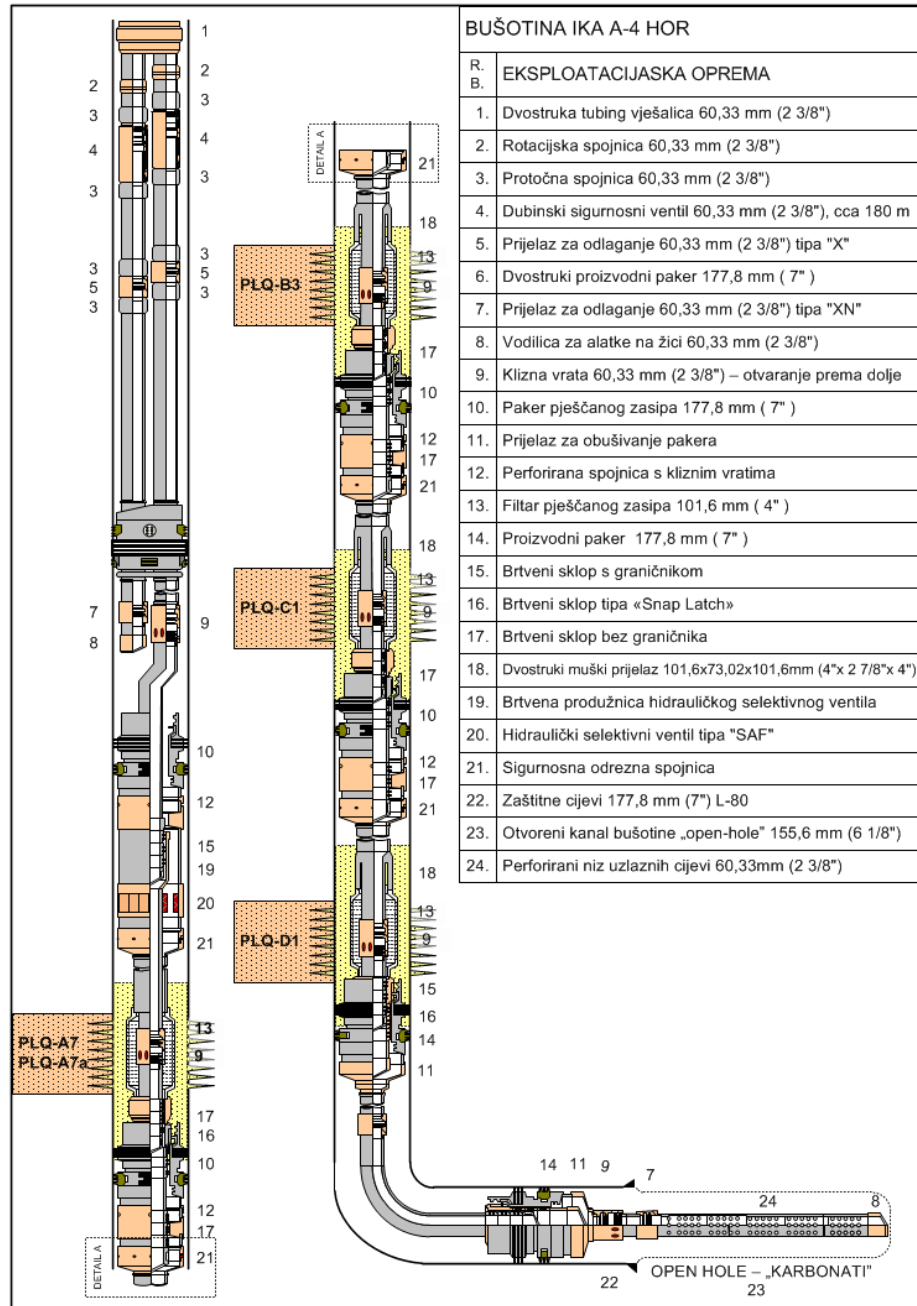 1
2
2
3
3
4
4
3
3
3
3
5
5
3
3
7
9
8
10
12
15
19
20
21
PLQ-A7
PLQ-A7a
13
9
17
16
10
12
17
DETAIL A
21
DETAIL A
21
18
PLQ-B3
13
9
17
10
12
17
21
18
PLQ-C1
13
9
17
10
12
17
21
18
PLQ-D1
13
9
15
16
14
11
14 11 9 7
24 8
22
OPEN HOLE – „KARBONATI"
23
BUŠOTINA IKA A-4 HOR
R. B. EKSPLOATACIJASKA OPREMA
1. Dvostruka tubing vješalica 60,33 mm (2 3/8")
2. Rotacijska spojnica 60,33 mm (2 3/8")
3. Protočna spojnica 60,33 mm (2 3/8")
4. Dubinski sigurnosni ventil 60,33 mm (2 3/8"), cca 180 m
5. Prijelaz za odlaganje 60,33 mm (2 3/8") tipa "X"
6. Dvostruki proizvodni paker 177,8 mm ( 7" )
7. Prijelaz za odlaganje 60,33 mm (2 3/8") tipa "XN"
8. Vodilica za alatke na žici 60,33 mm (2 3/8")
9. Klizna vrata 60,33 mm (2 3/8") – otvaranje prema dolje
10. Paker pješčanog zasipa 177,8 mm ( 7" )
11. Prijelaz za obušivanje pakera
12. Perforirana spojnica s kliznim vratima
13. Filtar pješčanog zasipa 101,6 mm ( 4" )
14. Proizvodni paker 177,8 mm ( 7" )
15. Brtveni sklop s graničnikom
16. Brtveni sklop tipa «Snap Latch»
17. Brtveni sklop bez graničnika
18. Dvostruki muški prijelaz 101,6x73,02x101,6mm (4"x 2 7/8"x 4")
19. Brtvena produžnica hidrauličkog selektivnog ventila
20. Hidraulički selektivni ventil tipa "SAF"
21. Sigurnosna odrezna spojnica
22. Zaštitne cijevi 177,8 mm (7") L-80
23. Otvoreni kanal bušotine „open-hole" 155,6 mm (6 1/8")
24. Perforirani niz uzlaznih cijevi 60,33mm (2 3/8")